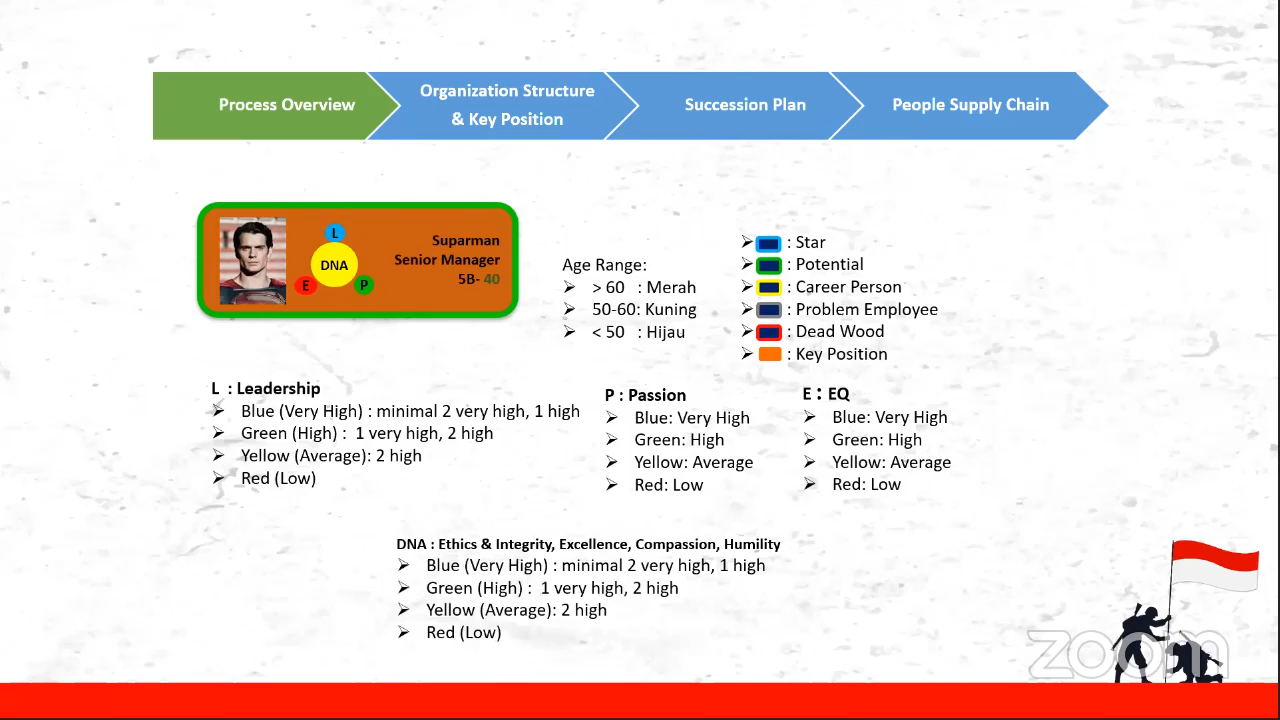 Process Overview
Organization Structure
& Key Position
Succession Plan
People Supply Chain
L
DNA
E
P
Suparman
Senior Manager
5B- 40
Age Range:
➢ > 60 : Merah
➢ 50-60: Kuning
➢ < 50 : Hijau
➢ : Star
➢ : Potential
➢ : Career Person
➢ : Problem Employee
➢ : Dead Wood
➢ : Key Position
L : Leadership
➢ Blue (Very High) : minimal 2 very high, 1 high
➢ Green (High) : 1 very high, 2 high
➢ Yellow (Average): 2 high
➢ Red (Low)
P : Passion
➢ Blue: Very High
➢ Green: High
➢ Yellow: Average
➢ Red: Low
E : EQ
➢ Blue: Very High
➢ Green: High
➢ Yellow: Average
➢ Red: Low
DNA : Ethics & Integrity, Excellence, Compassion, Humility
➢ Blue (Very High) : minimal 2 very high, 1 high
➢ Green (High) : 1 very high, 2 high
➢ Yellow (Average): 2 high
➢ Red (Low)
zoom